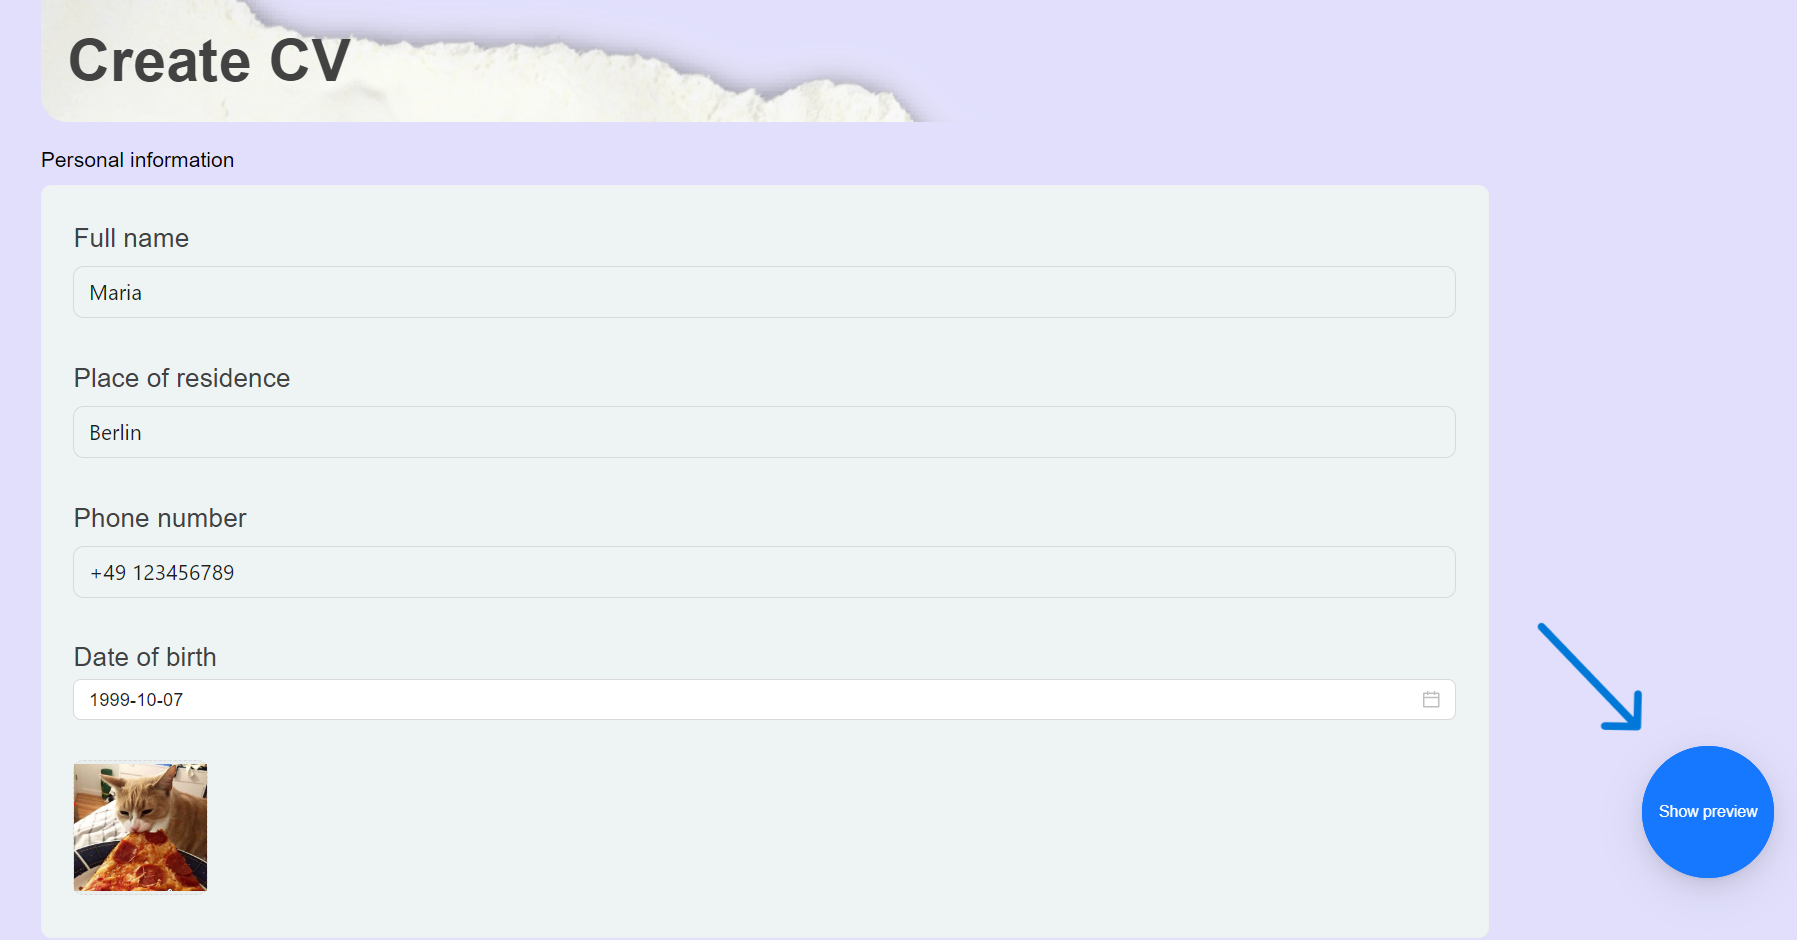 Create CV
Personal information
Full name
Maria
Place of residence
Berlin
Phone number
+49 123456789
Date of birth
1999-10-07
Show preview